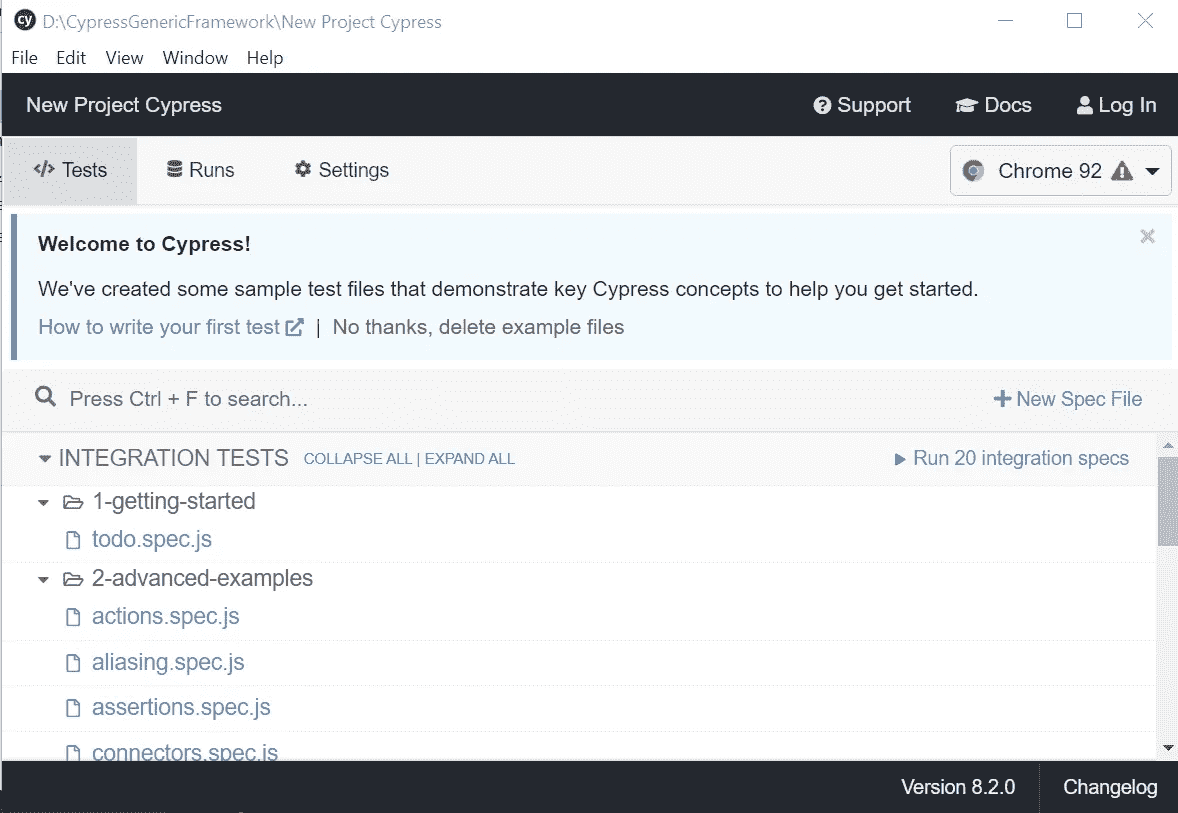 cy D:\CypressGenericFramework\New Project Cypress
File Edit View Window Help
New Project Cypress Support Docs Log In
</> Tests Runs Settings Chrome 92
Welcome to Cypress!
We've created some sample test files that demonstrate key Cypress concepts to help you get started.
How to write your first test | No thanks, delete example files
Press Ctrl + F to search... New Spec File
INTEGRATION TESTS COLLAPSE ALL | EXPAND ALL Run 20 integration specs
1-getting-started
todo.spec.js
2-advanced-examples
actions.spec.js
aliasing.spec.js
assertions.spec.js
connectors.spec.js
Version 8.2.0 Changelog